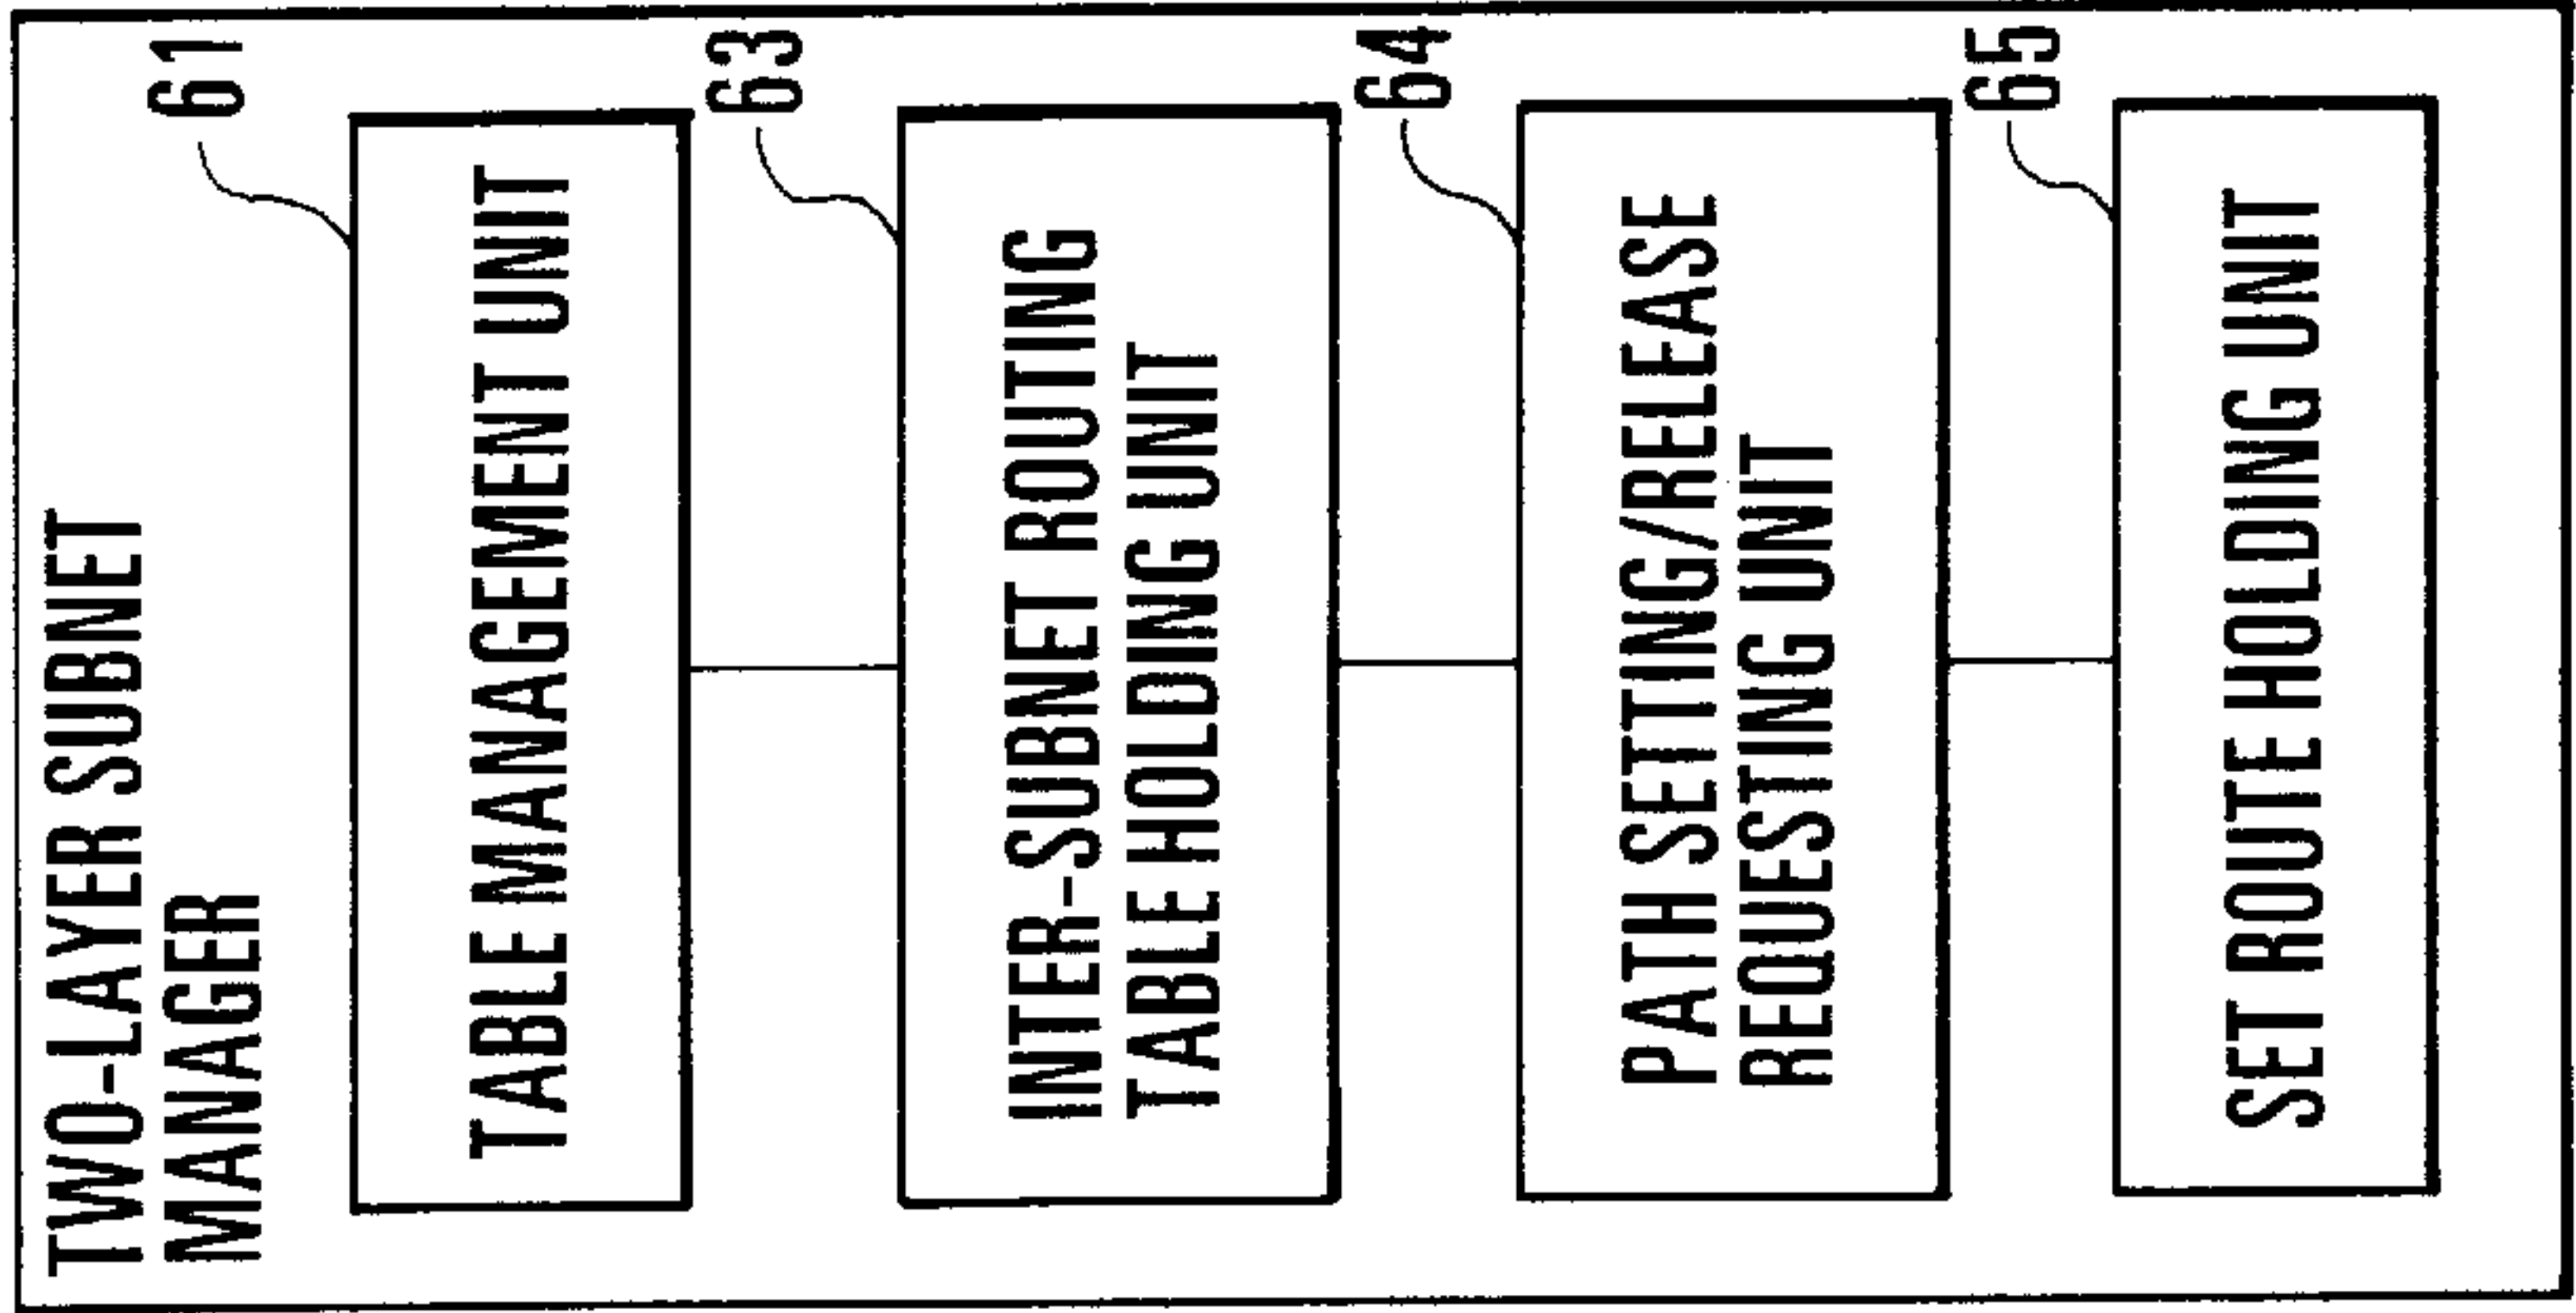 TWO-LAYER SUBNET
MANAGER
61
TABLE MANAGEMENT UNIT
63
INTER-SUBNET ROUTING
TABLE HOLDING UNIT
64
PATH SETTING/RELEASE
REQUESTING UNIT
65
SET ROUTE HOLDING UNIT